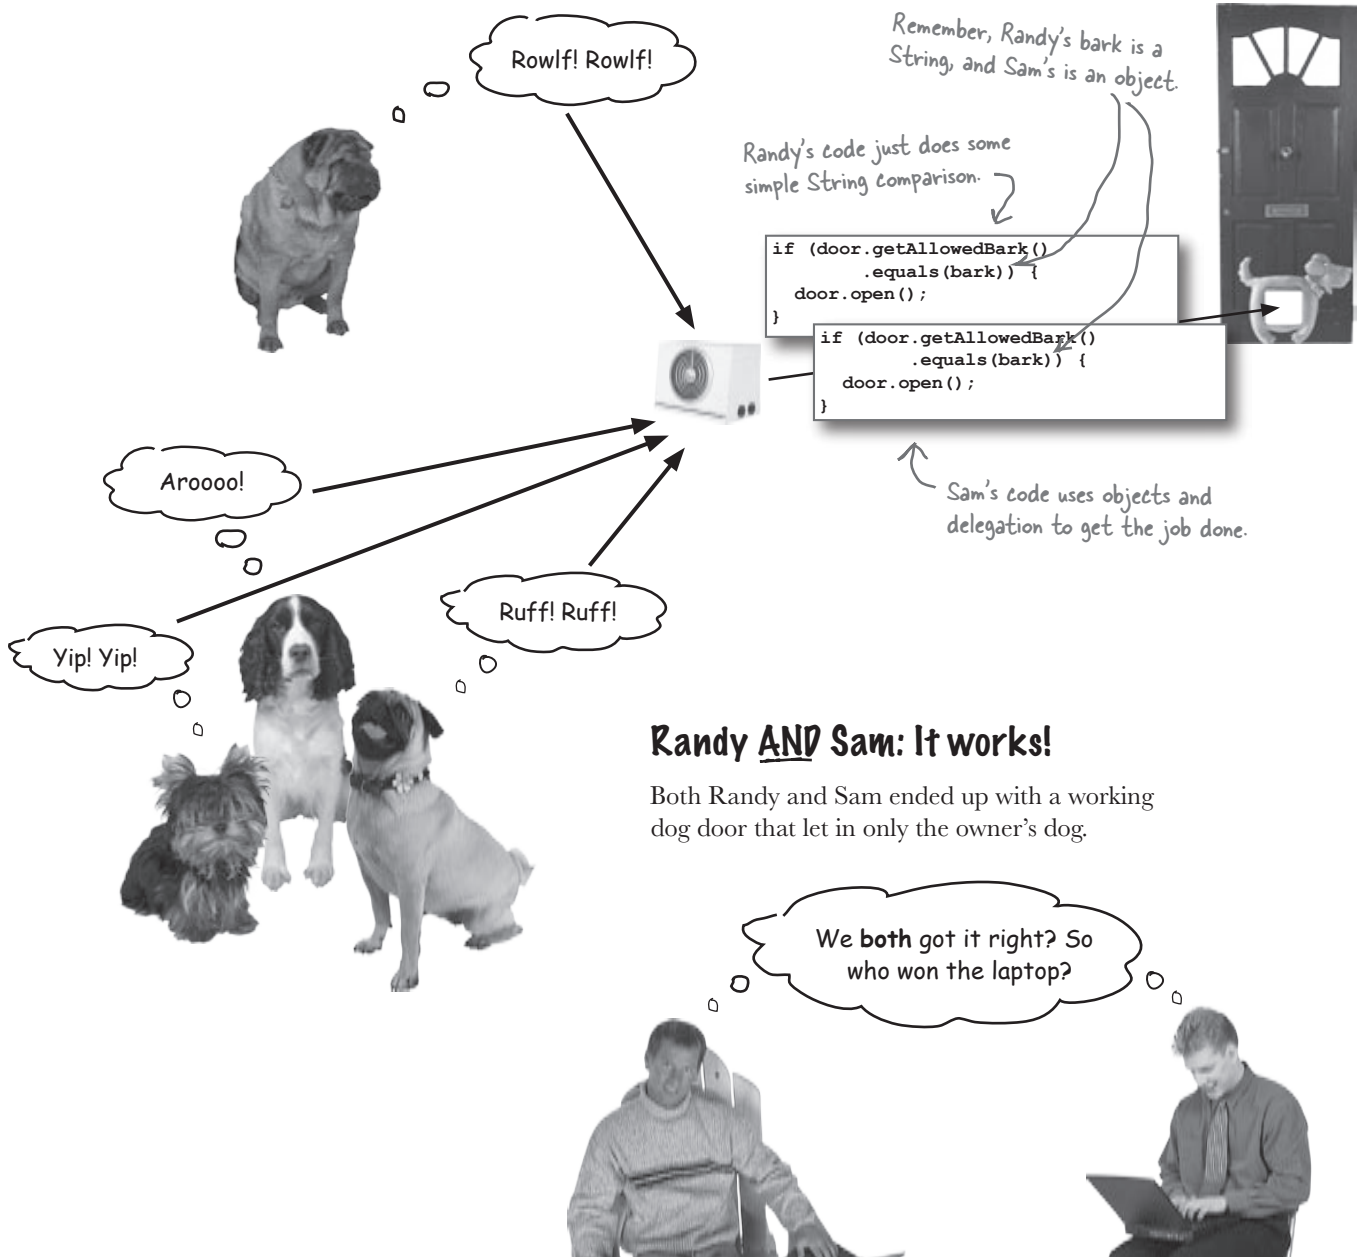 Rowlf! Rowlf!
Remember, Randy's bark is a
String, and Sam's is an object.
Randy's code just does some
simple String comparison.
if (door.getAllowedBark()
.equals(bark)) {
door.open();
}
if (door.getAllowedBark()
.equals(bark)) {
door.open();
}
Sam's code uses objects and
delegation to get the job done.
Aroooo!
Ruff! Ruff!
Yip! Yip!
Randy AND Sam: It works!
Both Randy and Sam ended up with a working
dog door that let in only the owner's dog.
We both got it right? So
who won the laptop?